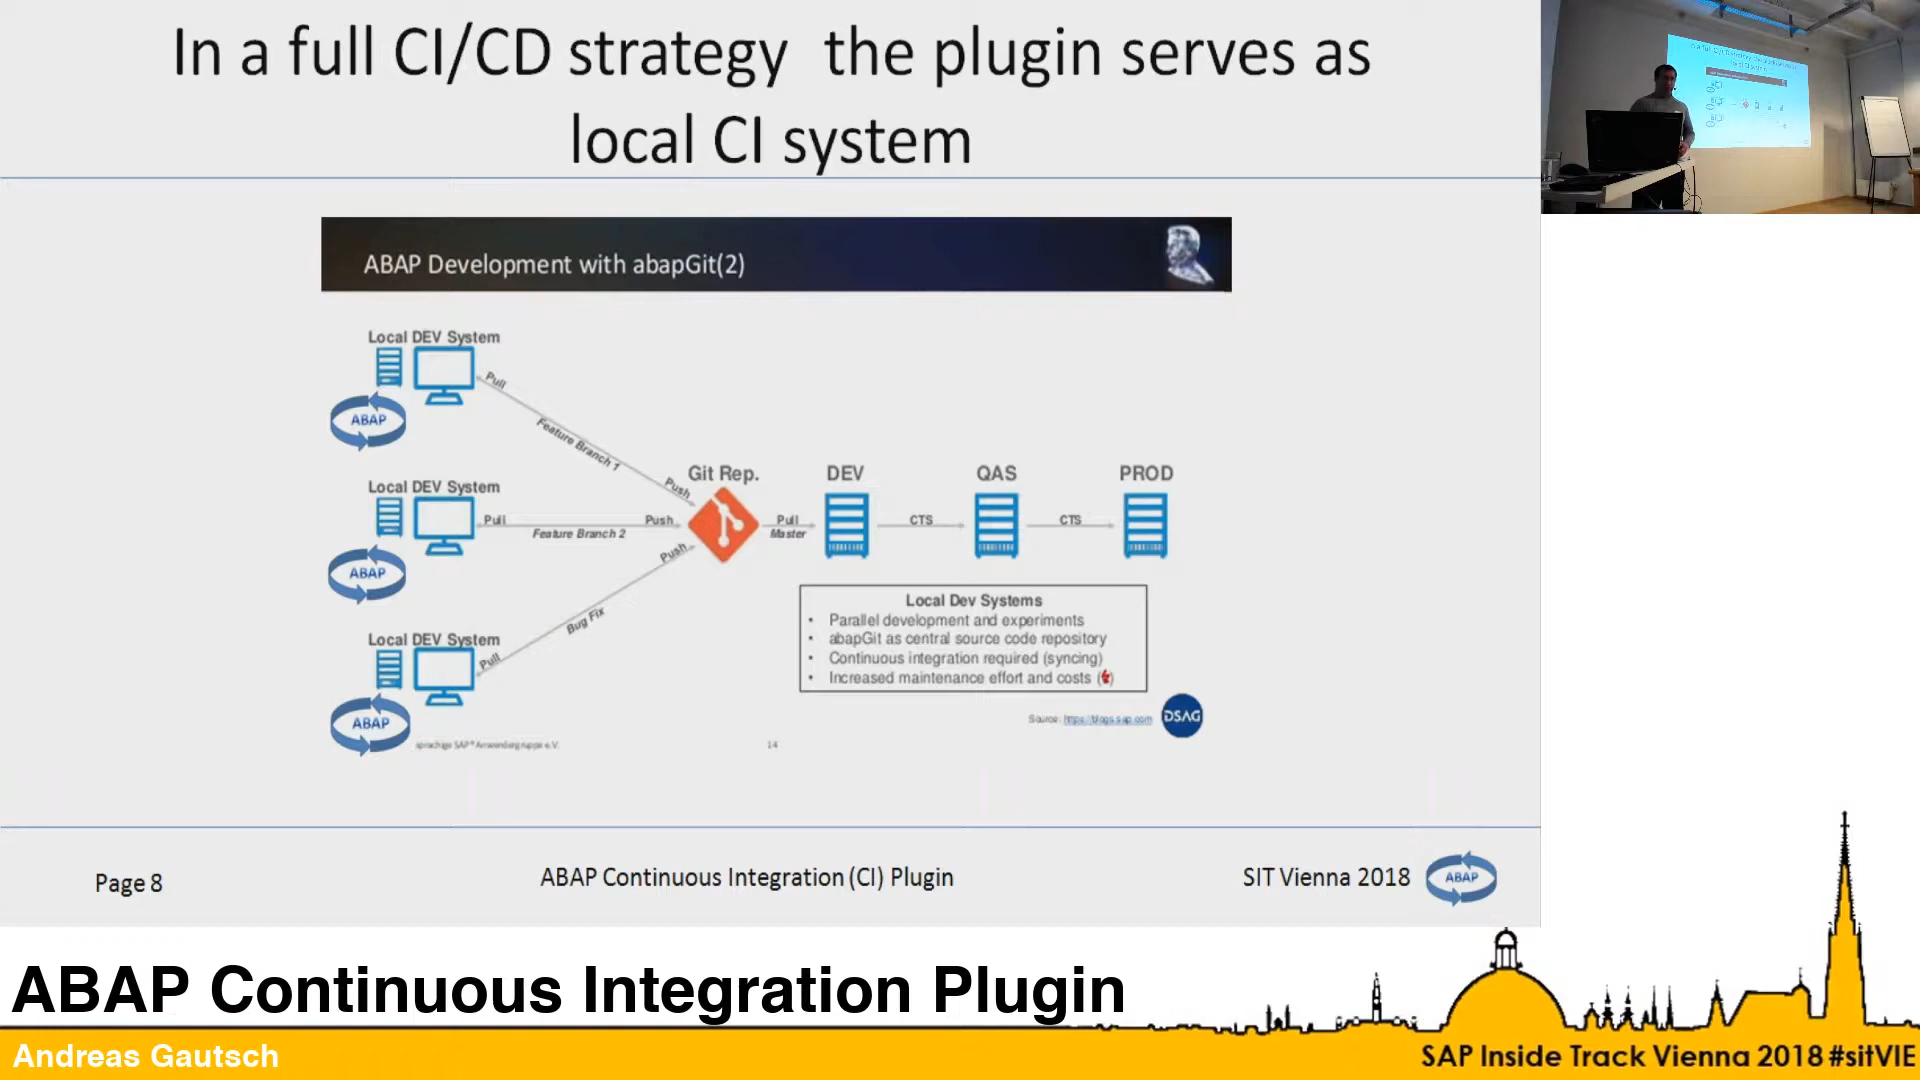 In a full CI/CD strategy the plugin serves as
local CI system
ABAP Development with abapGit(2)
Local DEV System
ABAP
Pull
Feature Branch 1
Push
Local DEV System
ABAP
Pull
Feature Branch 2
Push
Local DEV System
ABAP
Pull
Bug Fix
Push
Git Rep.
Pull
Master
DEV
CTS
QAS
CTS
PROD
Local Dev Systems
• Parallel development and experiments
• abapGit as central source code repository
• Continuous integration required (syncing)
• Increased maintenance effort and costs ( )
Source: https://blogs.sap.com
DSAG
sprachige SAP® Anwendergruppe e.V.
14
Page 8
ABAP Continuous Integration (CI) Plugin
SIT Vienna 2018
ABAP
ABAP Continuous Integration Plugin
Andreas Gautsch
SAP Inside Track Vienna 2018 #sitVIE